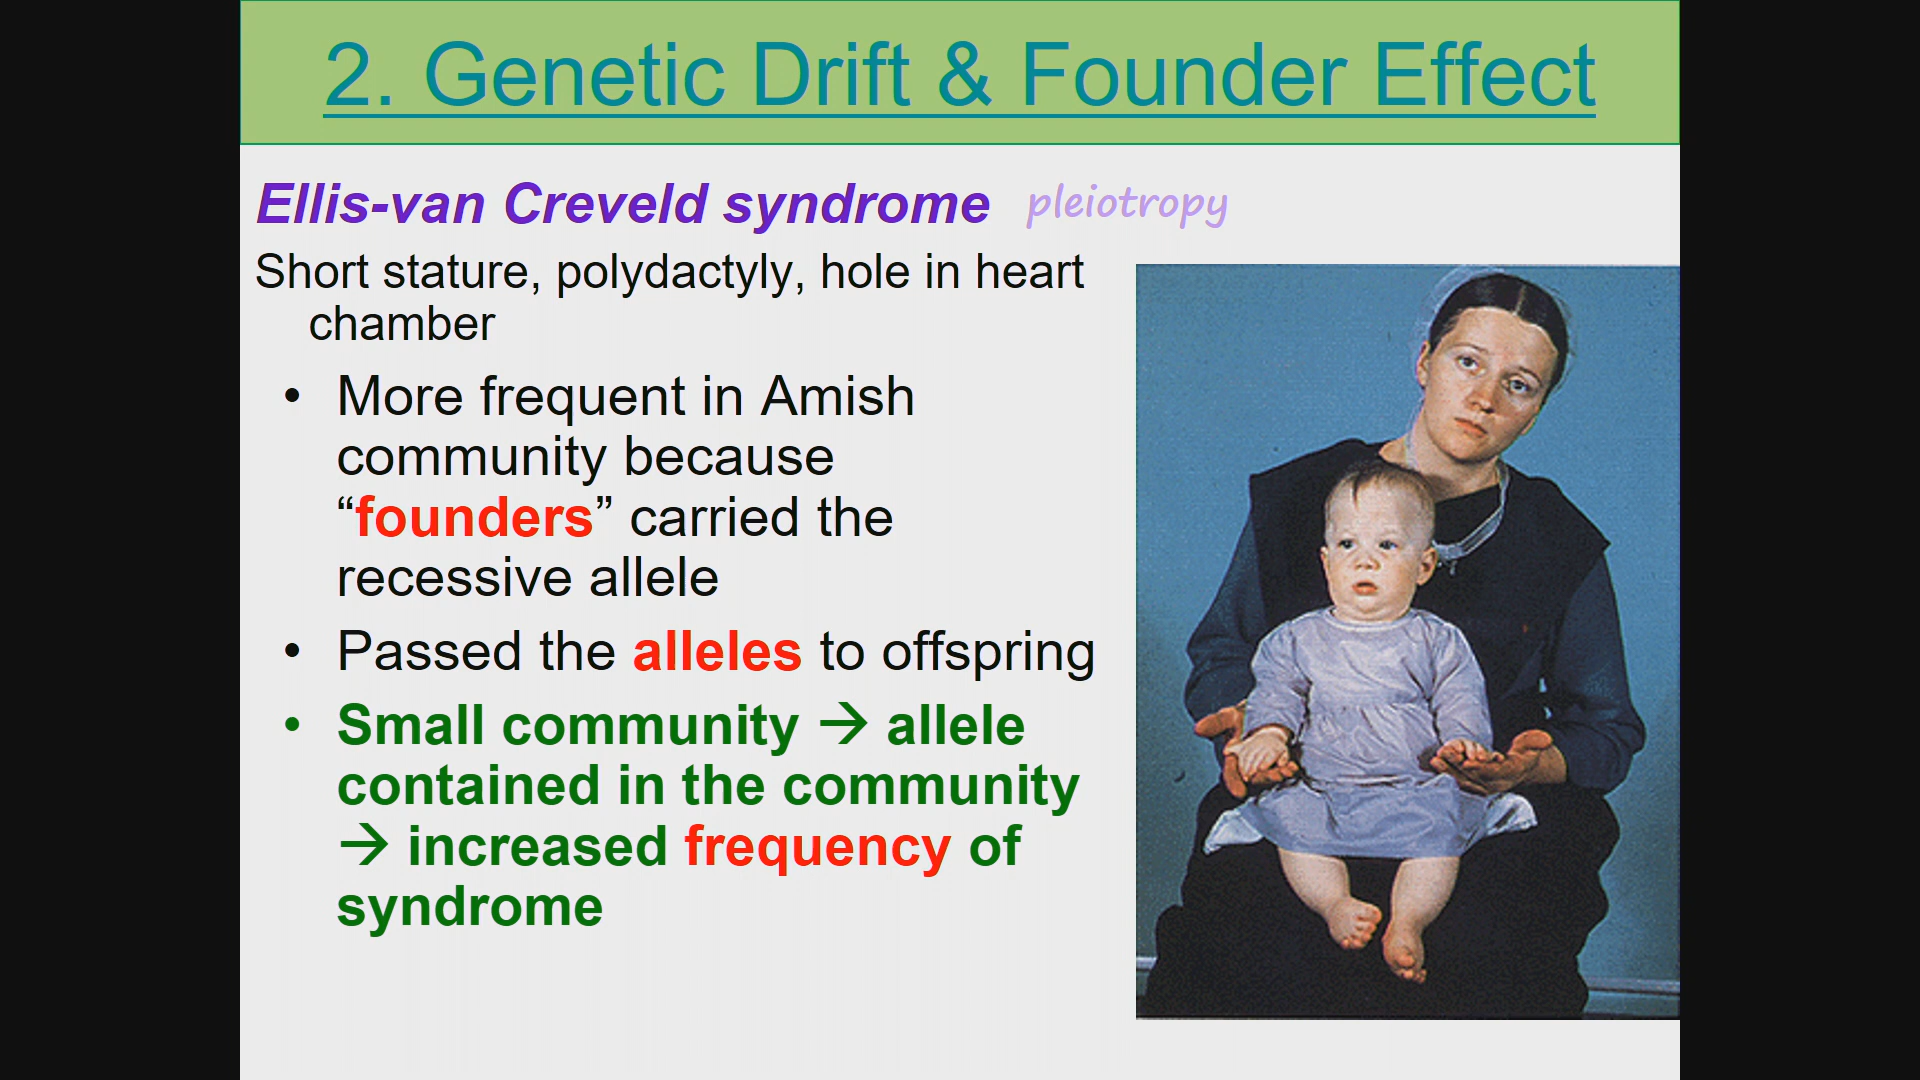 2. Genetic Drift & Founder Effect
Ellis-van Creveld syndrome pleiotropy
Short stature, polydactyly, hole in heart
chamber
• More frequent in Amish
community because
“founders” carried the
recessive allele
• Passed the alleles to offspring
• Small community → allele
contained in the community
→ increased frequency of
syndrome